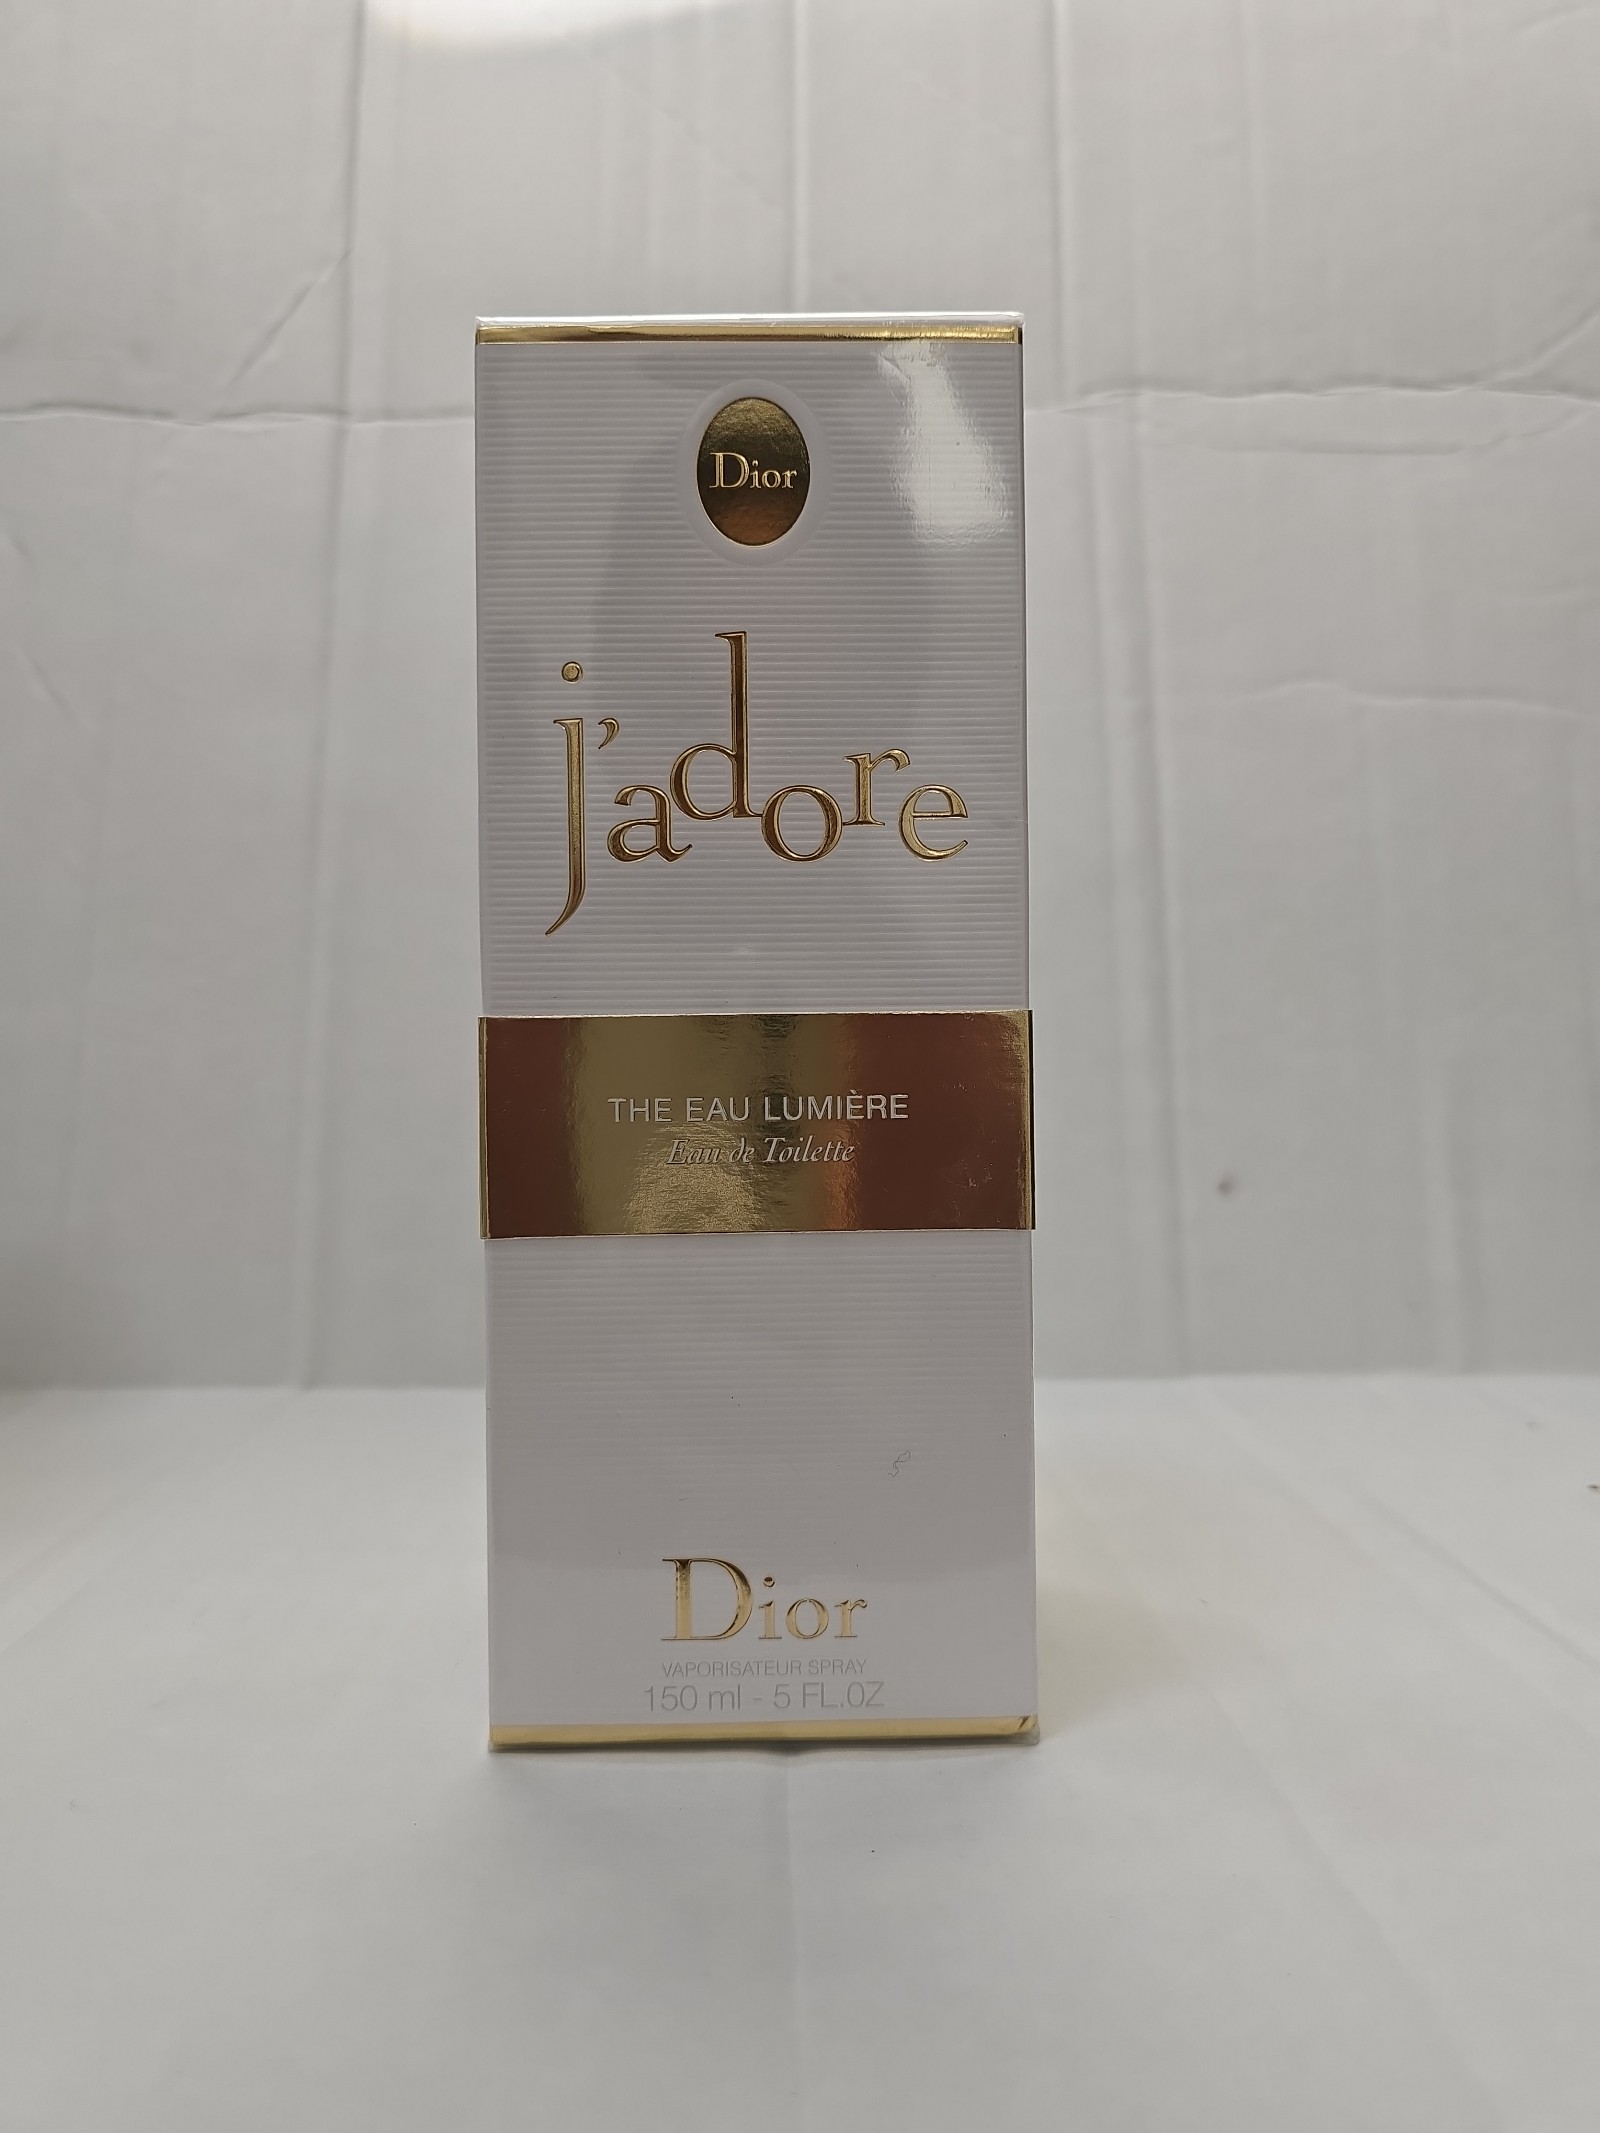 Dior
j'adore
THE EAU LUMIÈRE
Eau de Toilette
Dior
VAPORISATEUR SPRAY
150 ml - 5 FL.OZ